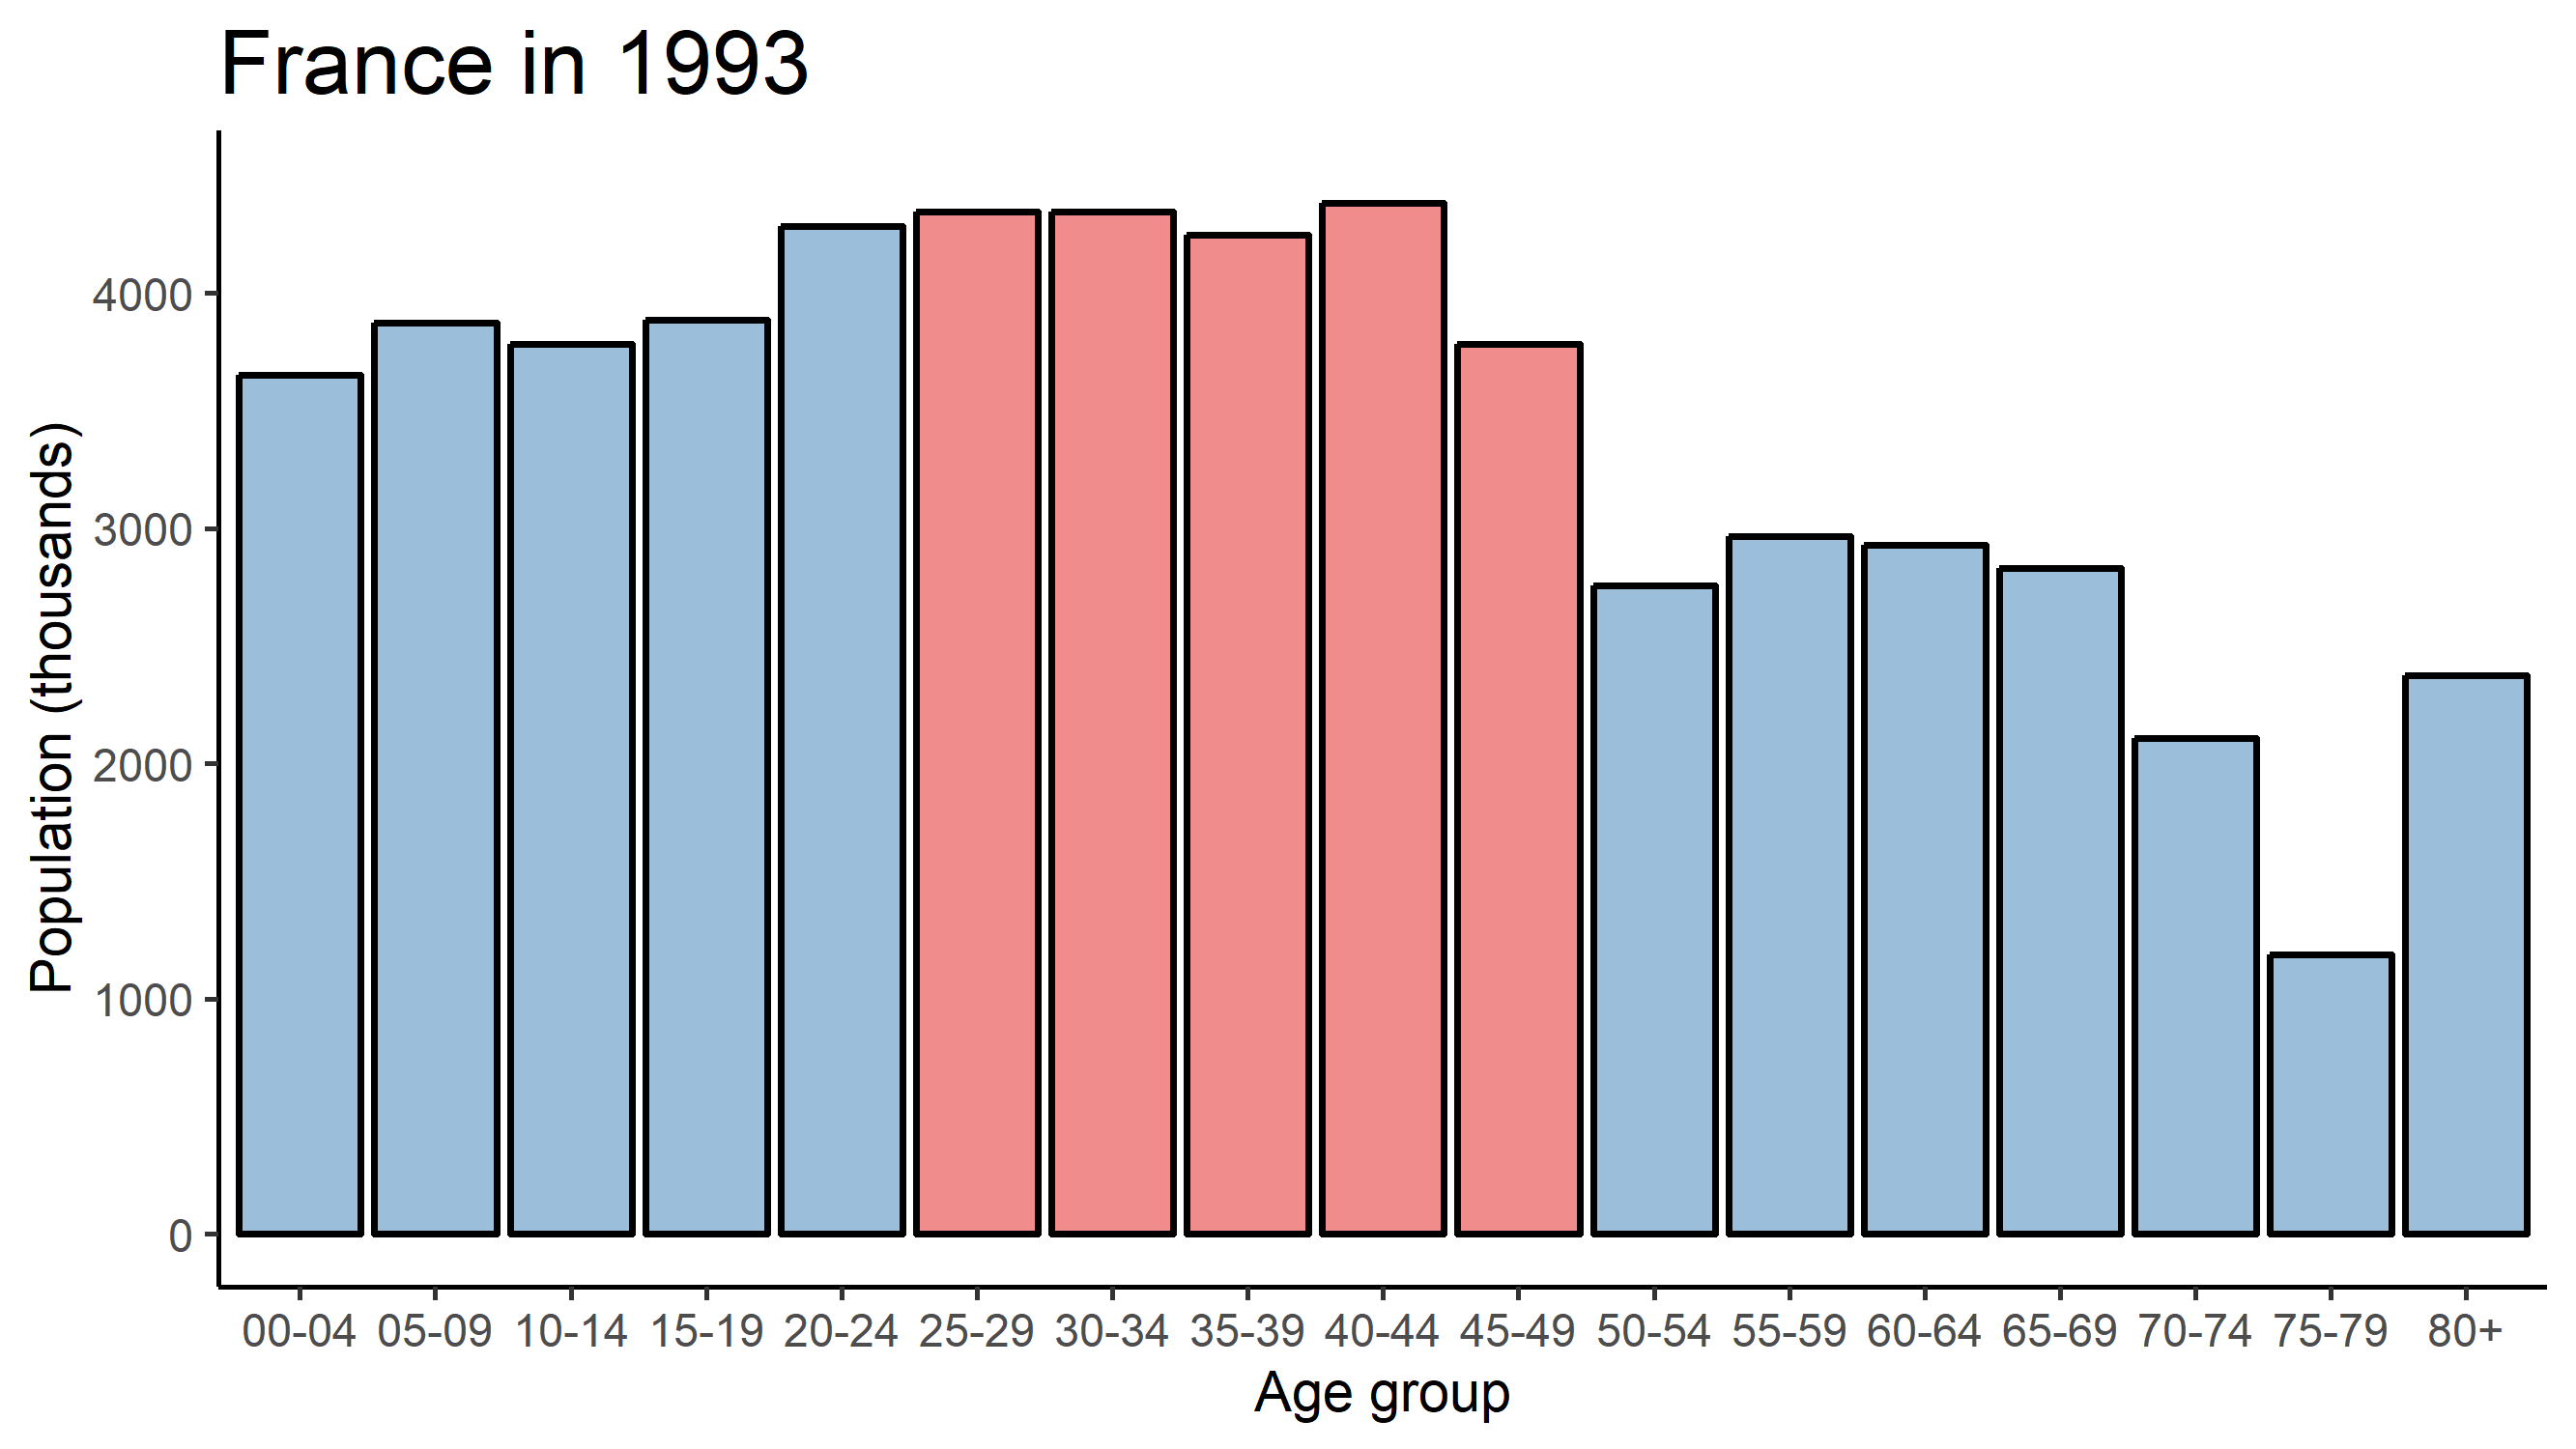 France in 1993
Population (thousands)
4000
3000
2000
1000
0
00-04 05-09 10-14 15-19 20-24 25-29 30-34 35-39 40-44 45-49 50-54 55-59 60-64 65-69 70-74 75-79 80+
Age group